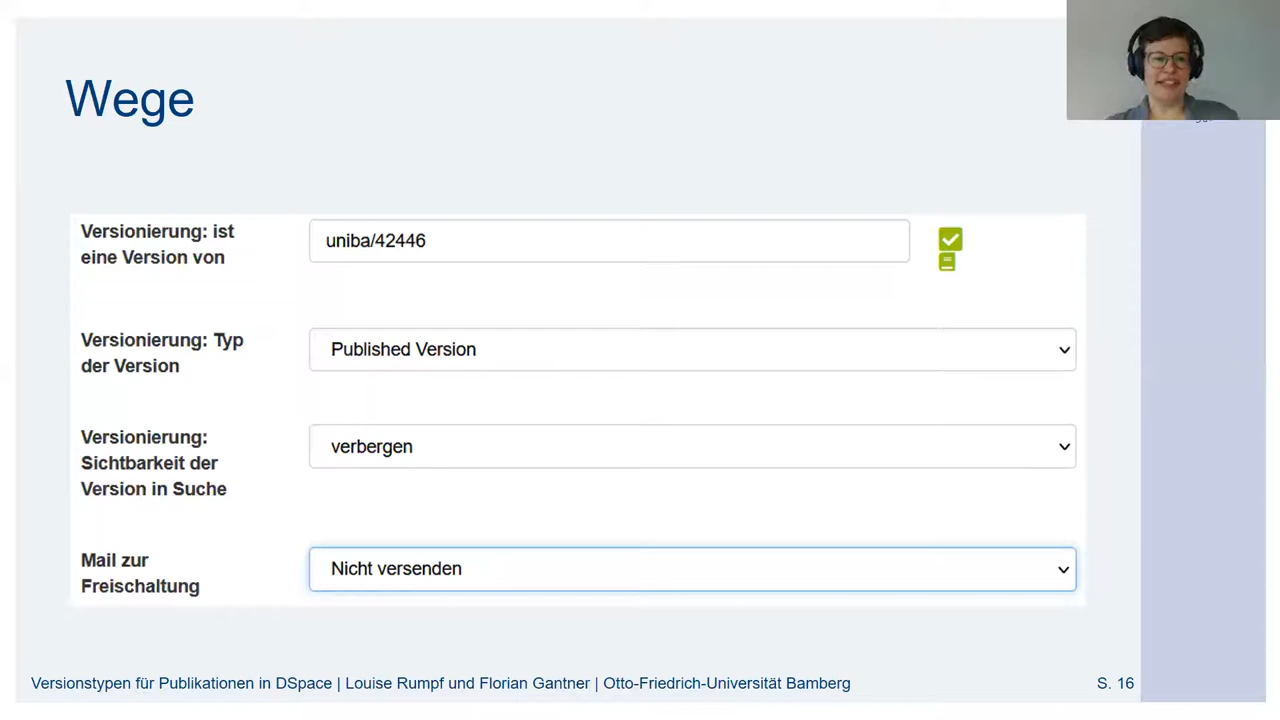 Wege
Versionierung: ist
eine Version von
uniba/42446
Versionierung: Typ
der Version
Published Version
Versionierung:
Sichtbarkeit der
Version in Suche
verbergen
Mail zur
Freischaltung
Nicht versenden
Versionstypen für Publikationen in DSpace | Louise Rumpf und Florian Gantner | Otto-Friedrich-Universität Bamberg
S. 16